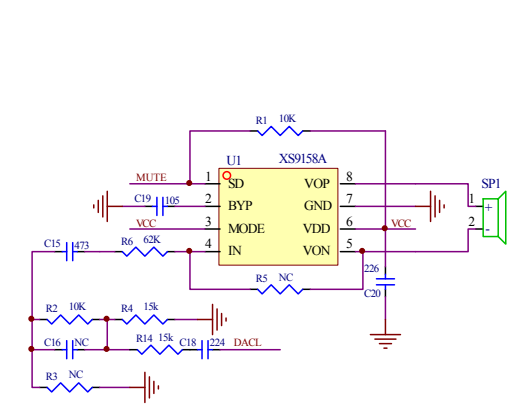 R1 10K
U1 XS9158A
MUTE 1 SD VOP 8 SP1
C19 105 2 BYP GND 7 1 +
VCC 3 MODE VDD 6 VCC 2 -
C15 473 R6 62K 4 IN VON 5
R5 NC 226
C20
R2 10K R4 15k
C16 NC R14 15k C18 224 DACL
R3 NC